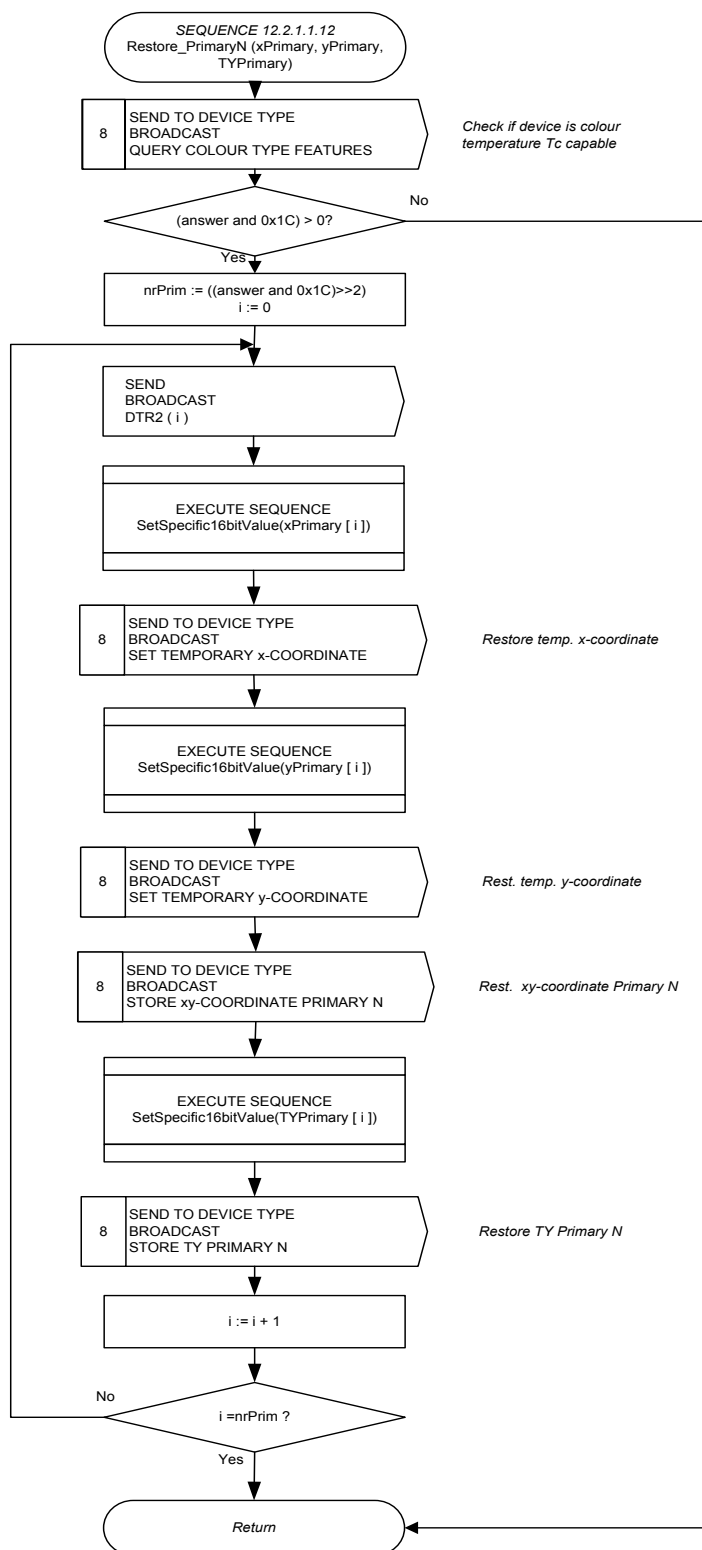 SEQUENCE 12.2.1.1.12
Restore_PrimaryN (xPrimary, yPrimary,
TYPrimary)
8
SEND TO DEVICE TYPE
BROADCAST
QUERY COLOUR TYPE FEATURES
Check if device is colour
temperature Tc capable
(answer and 0x1C) > 0?
No
Yes
nrPrim := ((answer and 0x1C)>>2)
i := 0
SEND
BROADCAST
DTR2 ( i )
EXECUTE SEQUENCE
SetSpecific16bitValue(xPrimary [ i ])
8
SEND TO DEVICE TYPE
BROADCAST
SET TEMPORARY x-COORDINATE
Restore temp. x-coordinate
EXECUTE SEQUENCE
SetSpecific16bitValue(yPrimary [ i ])
8
SEND TO DEVICE TYPE
BROADCAST
SET TEMPORARY y-COORDINATE
Rest. temp. y-coordinate
8
SEND TO DEVICE TYPE
BROADCAST
STORE xy-COORDINATE PRIMARY N
Rest. xy-coordinate Primary N
EXECUTE SEQUENCE
SetSpecific16bitValue(TYPrimary [ i ])
8
SEND TO DEVICE TYPE
BROADCAST
STORE TY PRIMARY N
Restore TY Primary N
i := i + 1
No
i =nrPrim ?
Yes
Return